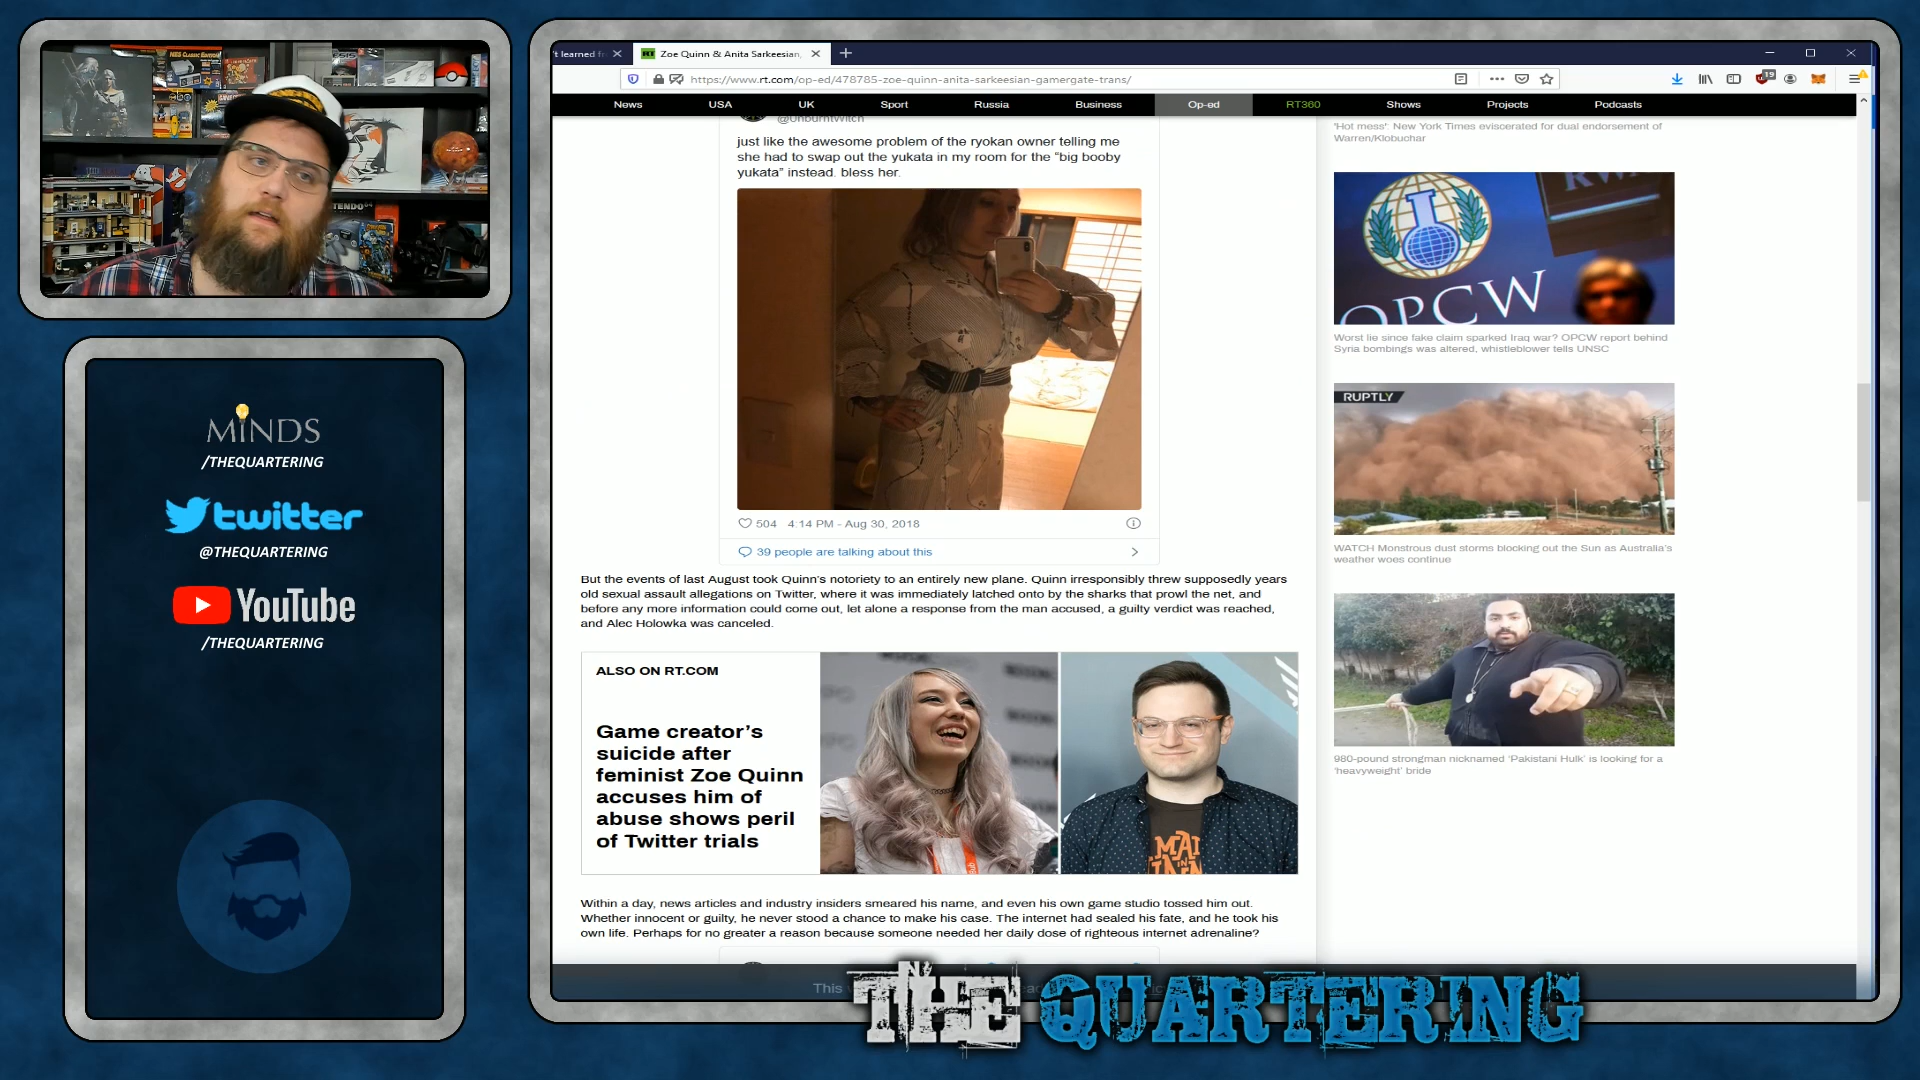 't learned fr
RT
Zoe Quinn & Anita Sarkeesian,
https://www.rt.com/op-ed/478785-zoe-quinn-anita-sarkeesian-gamergate-trans/
19
News
USA
UK
Sport
Russia
Business
Op-ed
RT360
Shows
Projects
Podcasts
@UnburntWitch
just like the awesome problem of the ryokan owner telling me
she had to swap out the yukata in my room for the “big booby
yukata” instead. bless her.
504 4:14 PM - Aug 30, 2018
39 people are talking about this
But the events of last August took Quinn's notoriety to an entirely new plane. Quinn irresponsibly threw supposedly years
old sexual assault allegations on Twitter, where it was immediately latched onto by the sharks that prowl the net, and
before any more information could come out, let alone a response from the man accused, a guilty verdict was reached,
and Alec Holowka was canceled.
ALSO ON RT.COM
Game creator’s
suicide after
feminist Zoe Quinn
accuses him of
abuse shows peril
of Twitter trials
Within a day, news articles and industry insiders smeared his name, and even his own game studio tossed him out.
Whether innocent or guilty, he never stood a chance to make his case. The internet had sealed his fate, and he took his
own life. Perhaps for no greater a reason because someone needed her daily dose of righteous internet adrenaline?
This
'Hot mess': New York Times eviscerated for dual endorsement of
Warren/Klobuchar
OPCW
Worst lie since fake claim sparked Iraq war? OPCW report behind
Syria bombings was altered, whistleblower tells UNSC
RUPTLY
WATCH Monstrous dust storms blocking out the Sun as Australia's
weather woes continue
980-pound strongman nicknamed 'Pakistani Hulk' is looking for a
'heavyweight' bride
MINDS
/THEQUARTERING
twitter
@THEQUARTERING
YouTube
/THEQUARTERING
THE QUARTERING